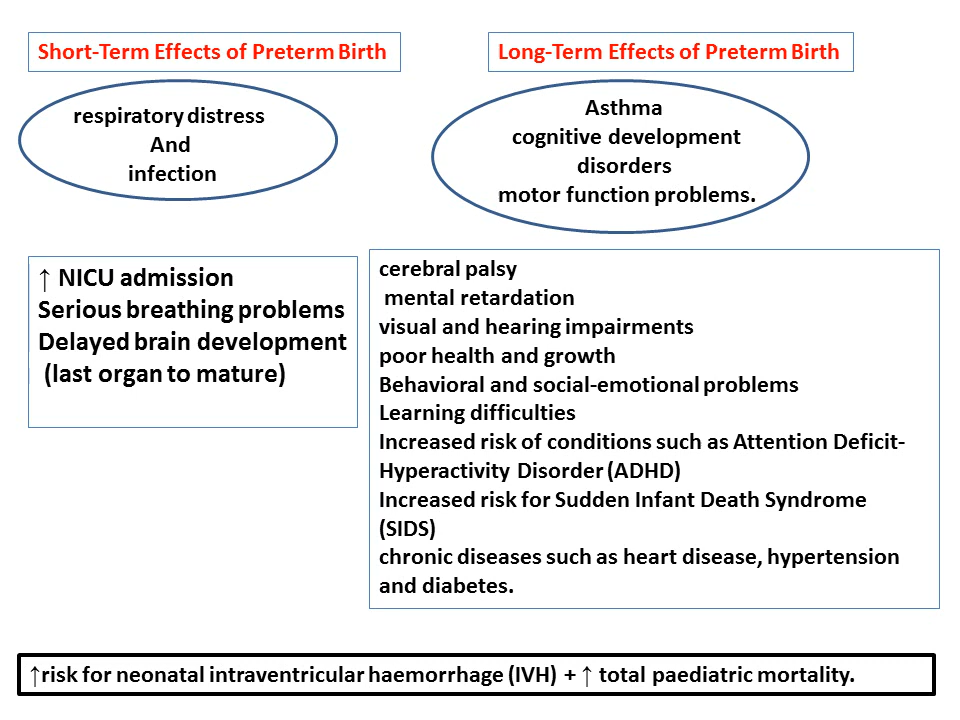 Short-Term Effects of Preterm Birth
respiratory distress
And
infection
↑ NICU admission
Serious breathing problems
Delayed brain development
(last organ to mature)
Long-Term Effects of Preterm Birth
Asthma
cognitive development
disorders
motor function problems.
cerebral palsy
mental retardation
visual and hearing impairments
poor health and growth
Behavioral and social-emotional problems
Learning difficulties
Increased risk of conditions such as Attention Deficit-
Hyperactivity Disorder (ADHD)
Increased risk for Sudden Infant Death Syndrome
(SIDS)
chronic diseases such as heart disease, hypertension
and diabetes.
↑risk for neonatal intraventricular haemorrhage (IVH) + ↑ total paediatric mortality.